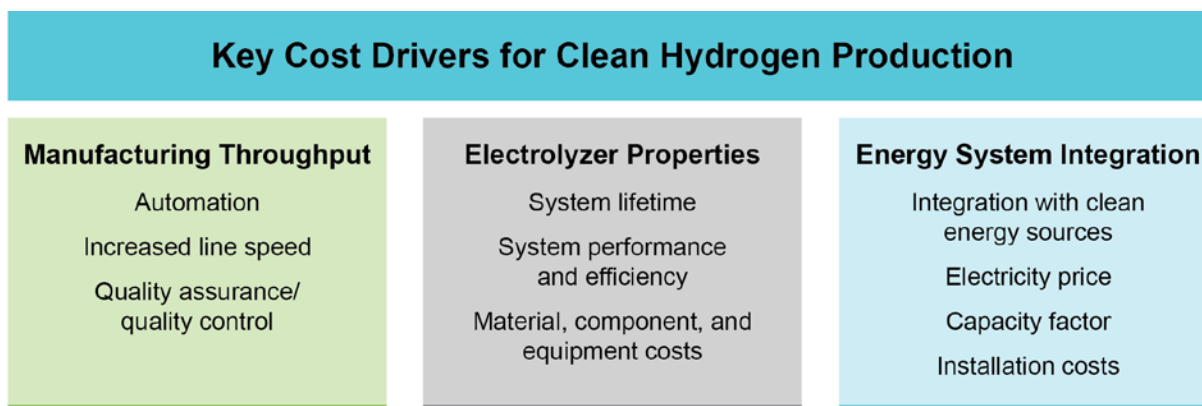 Key Cost Drivers for Clean Hydrogen Production
Manufacturing Throughput
Automation
Increased line speed
Quality assurance/
quality control
Electrolyzer Properties
System lifetime
System performance
and efficiency
Material, component, and
equipment costs
Energy System Integration
Integration with clean
energy sources
Electricity price
Capacity factor
Installation costs